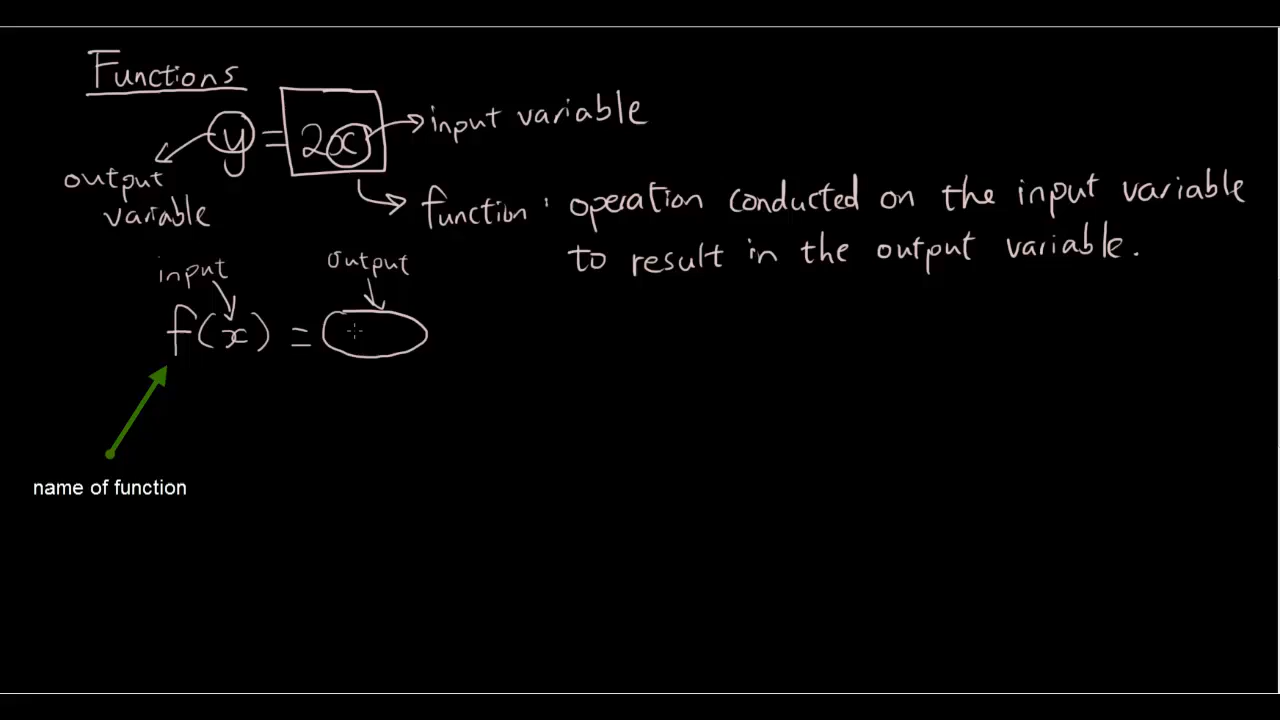 Functions
y = 2x → input variable
output
variable
function : operation conducted on the input variable
to result in the output variable.
input
output
f(x) =
name of function